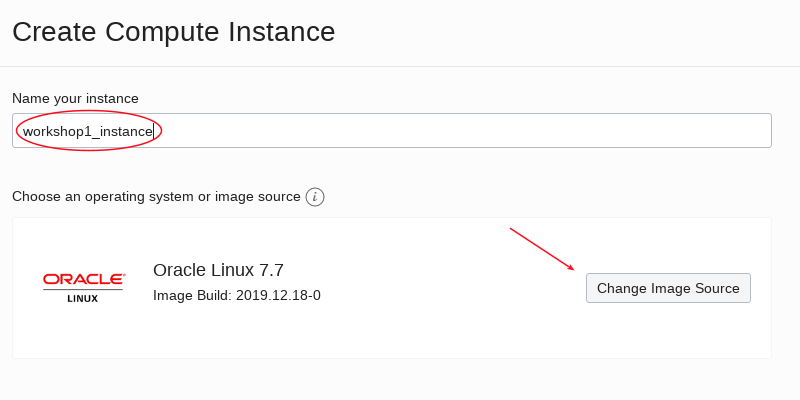 Create Compute Instance
Name your instance
workshop1_instance
Choose an operating system or image source i
ORACLE
LINUX
Oracle Linux 7.7
Image Build: 2019.12.18-0
Change Image Source